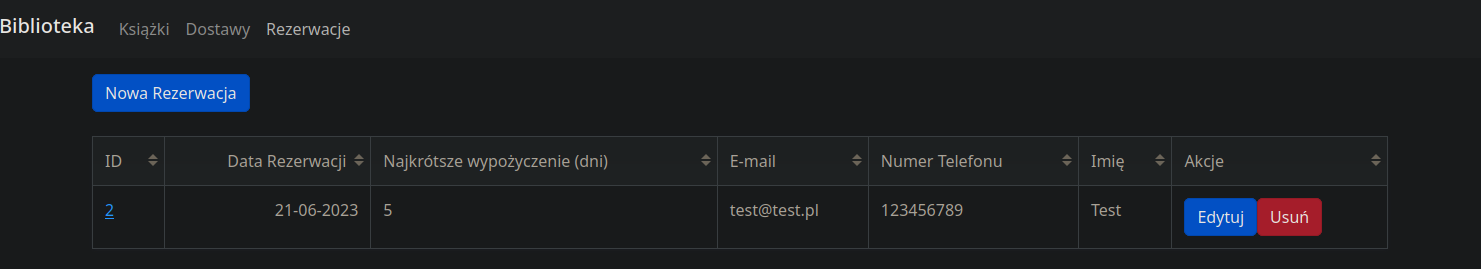 Biblioteka Książki Dostawy Rezerwacje
Nowa Rezerwacja
ID Data Rezerwacji Najkrótsze wypożyczenie (dni) E-mail Numer Telefonu Imię Akcje
2 21-06-2023 5 test@test.pl 123456789 Test Edytuj Usuń